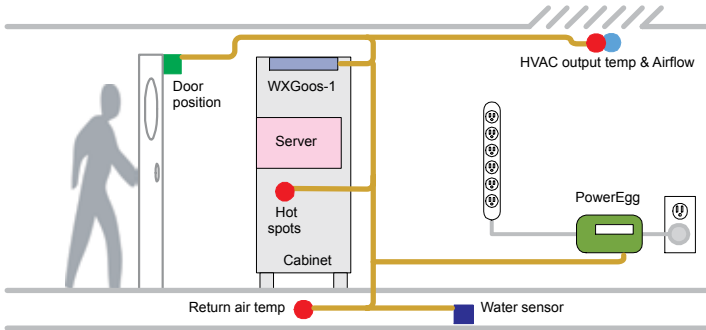 HVAC output temp & Airflow
Door
position
WXGoos-1
Server
Hot
spots
PowerEgg
Cabinet
Return air temp
Water sensor